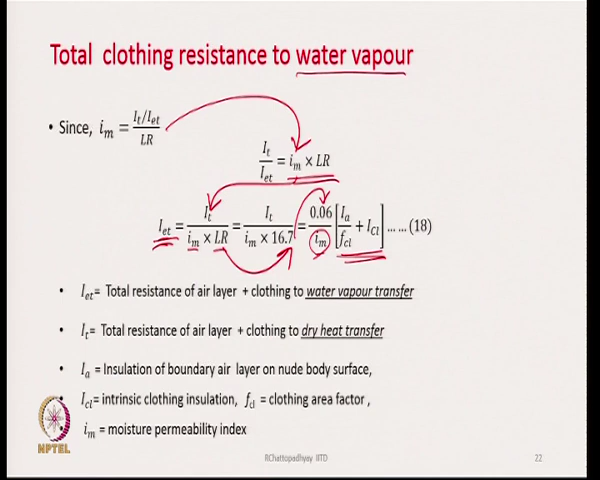 Total clothing resistance to water vapour
• Since, i_m = (I_t/I_et)/LR
I_t/I_et = i_m × LR
I_et = I_t/(i_m × LR) = I_t/(i_m × 16.7) = 0.06/i_m [I_a/f_cl + I_Cl] ... ... (18)
• I_et= Total resistance of air layer + clothing to water vapour transfer
• I_t= Total resistance of air layer + clothing to dry heat transfer
• I_a = Insulation of boundary air layer on nude body surface,
• I_cl= intrinsic clothing insulation, f_cl = clothing area factor ,
• i_m = moisture permeability index
NPTEL
RChattopadhyay IITD
22